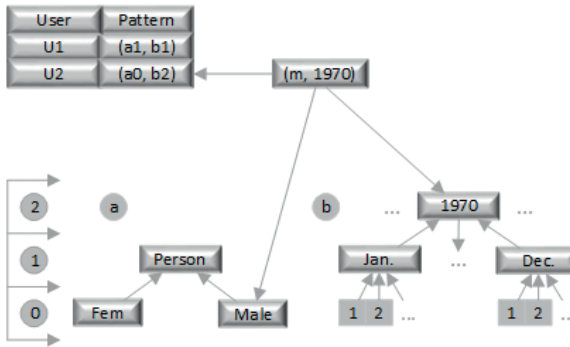 User Pattern
U1 (a1, b1)
U2 (a0, b2) (m, 1970)
2 a b ... 1970 ...
1 Person Jan. ... Dec.
0 Fem Male 1 2 ... 1 2 ...